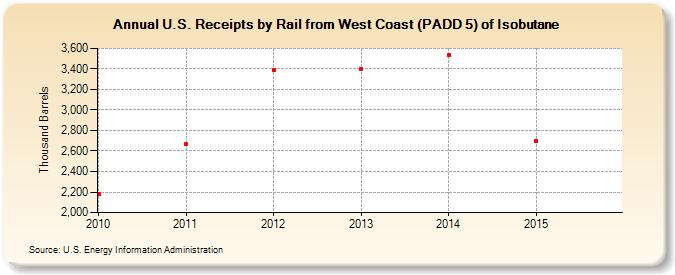 Annual U.S. Receipts by Rail from West Coast (PADD 5) of Isobutane
Thousand Barrels
3,600
3,400
3,200
3,000
2,800
2,600
2,400
2,200
2,000
2010 2011 2012 2013 2014 2015
Source: U.S. Energy Information Administration